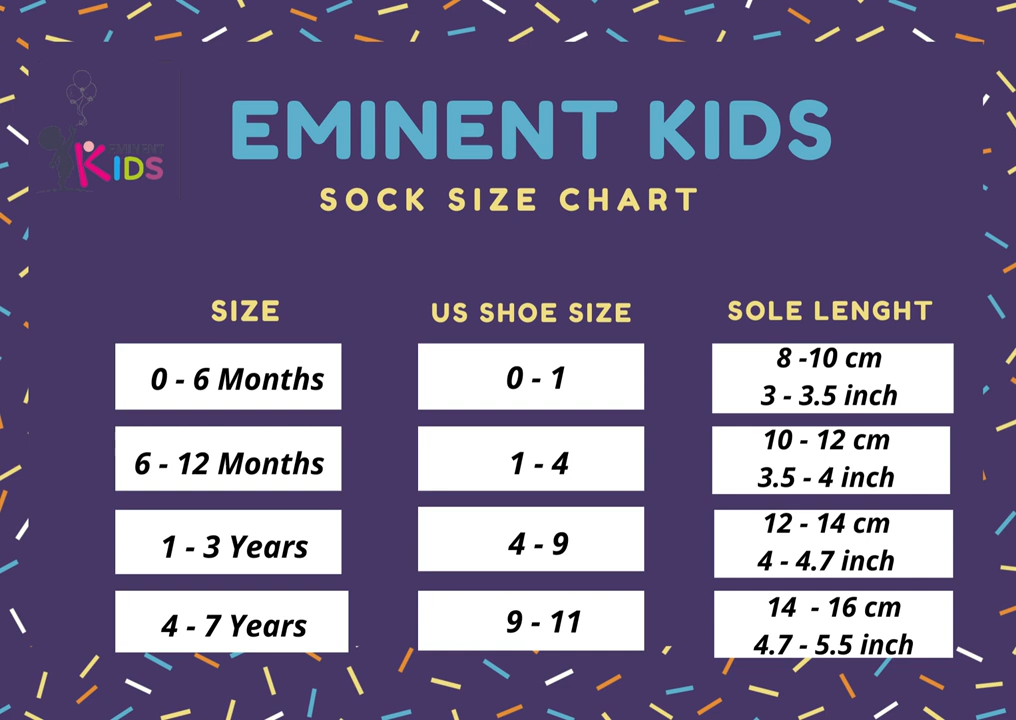 EMINENT
KIDS
EMINENT KIDS
SOCK SIZE CHART
SIZE US SHOE SIZE SOLE LENGHT
0 - 6 Months 0 - 1 8 -10 cm
3 - 3.5 inch
6 - 12 Months 1 - 4 10 - 12 cm
3.5 - 4 inch
1 - 3 Years 4 - 9 12 - 14 cm
4 - 4.7 inch
4 - 7 Years 9 - 11 14 - 16 cm
4.7 - 5.5 inch